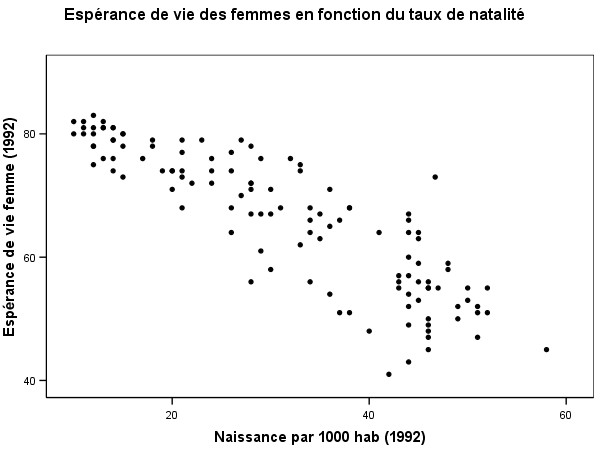 Espérance de vie des femmes en fonction du taux de natalité
Espérance de vie femme (1992)
80
60
40
20
40
60
Naissance par 1000 hab (1992)